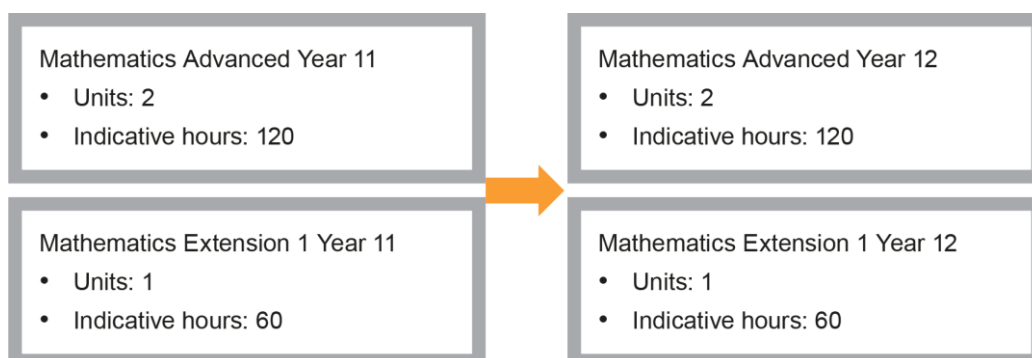 Mathematics Advanced Year 11
• Units: 2
• Indicative hours: 120
Mathematics Advanced Year 12
• Units: 2
• Indicative hours: 120
Mathematics Extension 1 Year 11
• Units: 1
• Indicative hours: 60
Mathematics Extension 1 Year 12
• Units: 1
• Indicative hours: 60